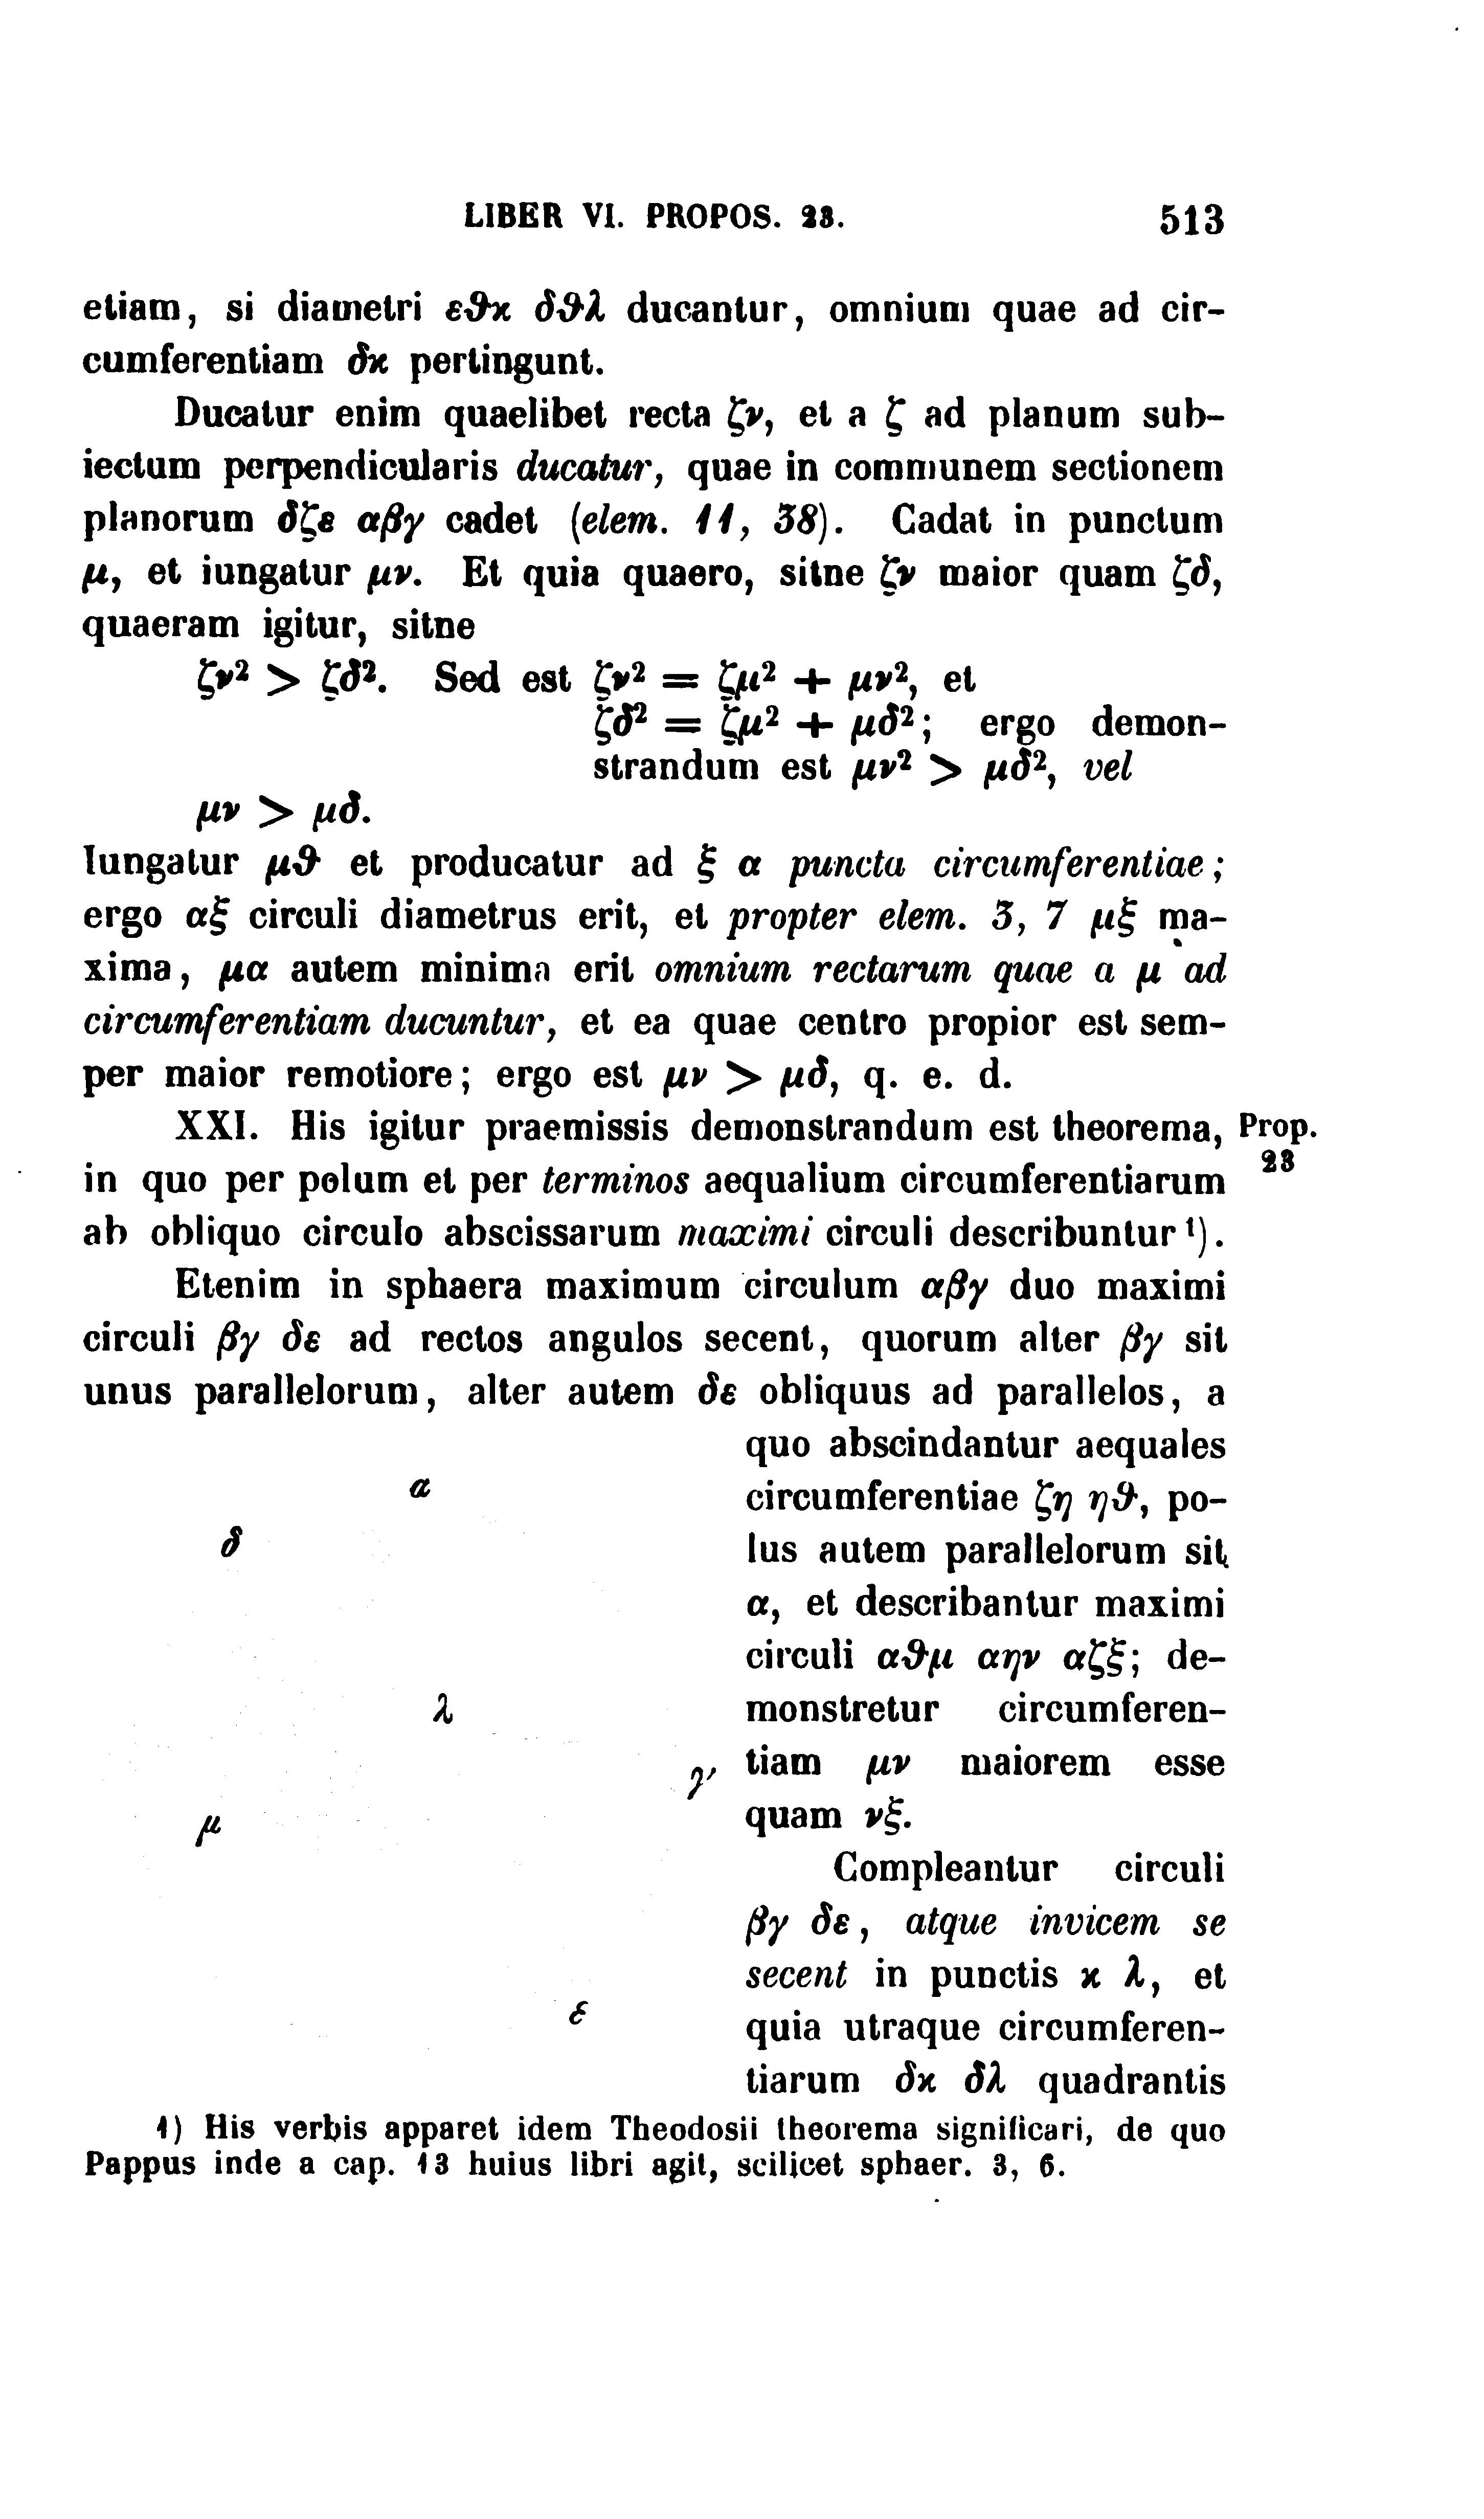 LIBER VI. PROPOS. 23. 513
etiam, si diametri εϑκ δϑλ ducantur, omnium quae ad cir-
cumferentiam δκ pertingunt.
Ducatur enim quaelibet recta ζν, et a ζ ad planum sub-
iectum perpendicularis ducatur, quae in communem sectionem
planorum δζε αβγ cadet (elem. 11, 38). Cadat in punctum
μ, et iungatur μν. Et quia quaero, sitne ζν maior quam ζδ,
quaeram igitur, sitne
ζν² > ζδ². Sed est ζν² = ζμ² + μν², et
ζδ² = ζμ² + μδ²; ergo demon-
strandum est μν² > μδ², vel
μν > μδ.
Iungatur μϑ et producatur ad ξ α puncta circumferentiae;
ergo αξ circuli diametrus erit, et propter elem. 3, 7 μξ ma-
xima, μα autem minima erit omnium rectarum quae a μ ad
circumferentiam ducuntur, et ea quae centro propior est sem-
per maior remotiore; ergo est μν > μδ, q. e. d.
XXI. His igitur praemissis demonstrandum est theorema, Prop.
23
in quo per polum et per terminos aequalium circumferentiarum
ab obliquo circulo abscissarum maximi circuli describuntur ¹).
Etenim in sphaera maximum circulum αβγ duo maximi
circuli βγ δε ad rectos angulos secent, quorum alter βγ sit
unus parallelorum, alter autem δε obliquus ad parallelos, a
quo abscindantur aequales
circumferentiae ζη ηϑ, po-
lus autem parallelorum sit
α, et describantur maximi
circuli αϑμ αην αζξ; de-
monstretur circumferen-
tiam μν maiorem esse
quam νξ.
Compleantur circuli
βγ δε, atque invicem se
secent in punctis κ λ, et
quia utraque circumferen-
tiarum δκ δλ quadrantis
α
δ
λ
γ
μ
ε
1) His verbis apparet idem Theodosii theorema significari, de quo
Pappus inde a cap. 13 huius libri agit, scilicet sphaer. 3, 6.